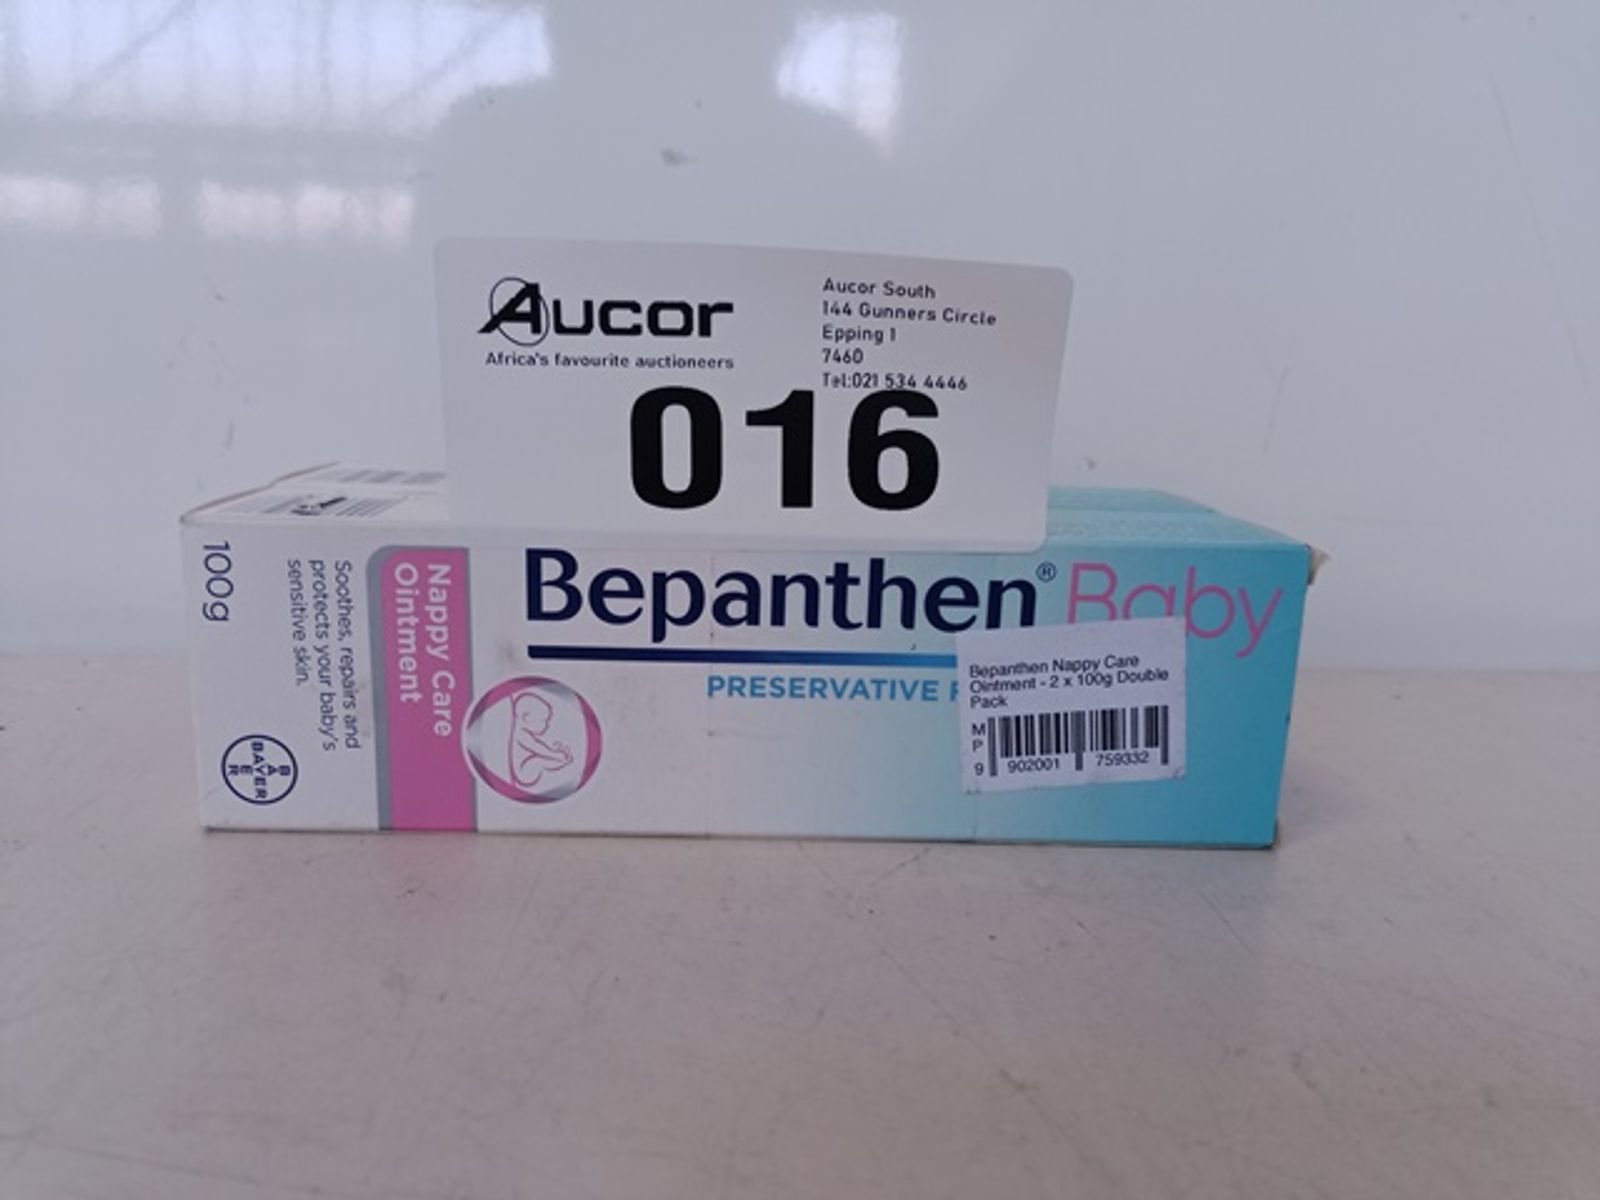 Aucor
Africa's favourite auctioneers
Aucor South
144 Gunners Circle
Epping 1
7460
Tel:021 534 4446
016
100g
Soothes, repairs and
protects your baby's
sensitive skin.
BAYER
BAYER
Nappy Care
Ointment
Bepanthen® Baby
PRESERVATIVE
Bepanthen Nappy Care
Ointment - 2 x 100g Double
Pack
MP
9 902001 759332